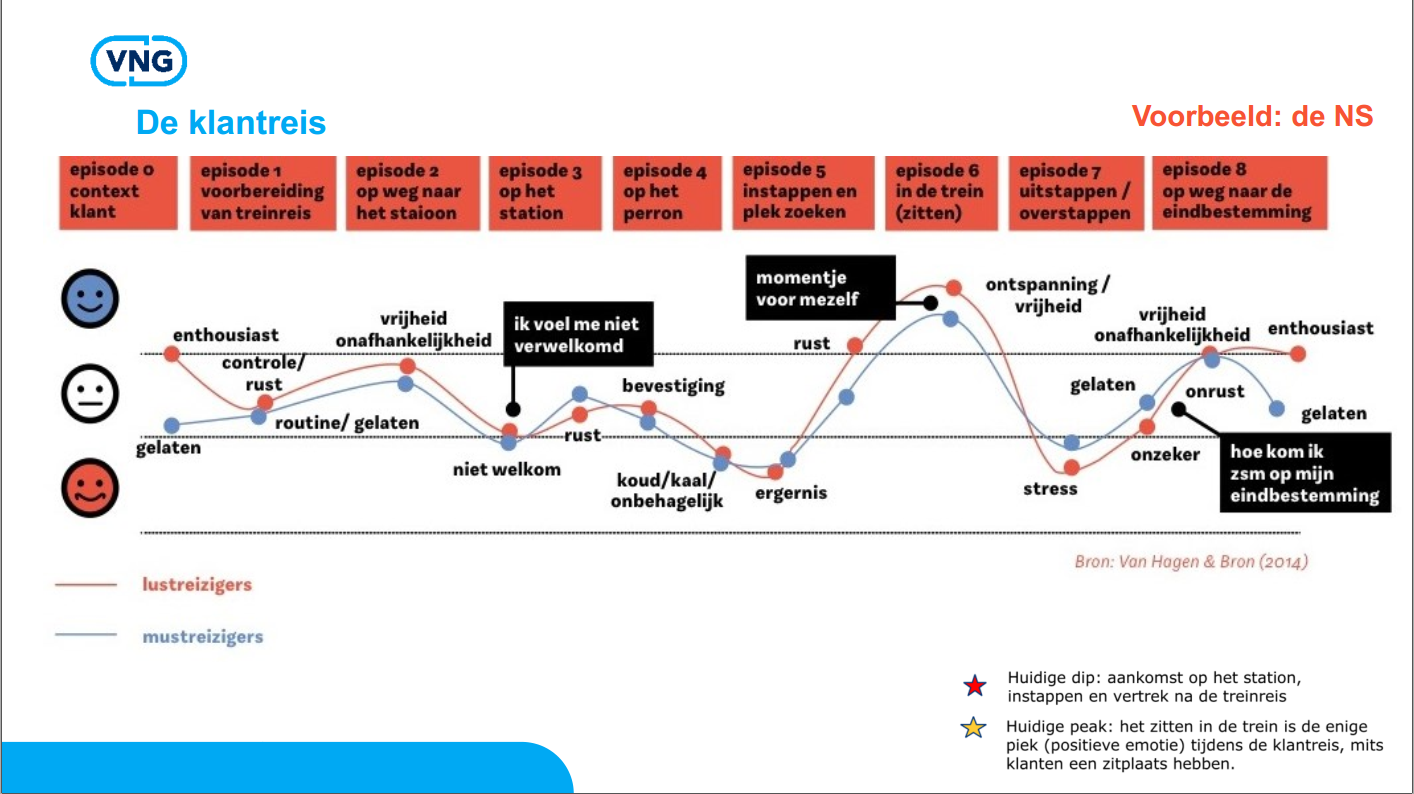 VNG
De klantreis
Voorbeeld: de NS
episode 0
context
klant
episode 1
voorbereiding
van treinreis
episode 2
op weg naar
het staioon
episode 3
op het
station
episode 4
op het
perron
episode 5
instappen en
plek zoeken
episode 6
in de trein
(zitten)
episode 7
uitstappen /
overstappen
episode 8
op weg naar de
eindbestemming
enthousiast
controle/
rust
gelaten
routine/ gelaten
vrijheid
onafhankelijkheid
ik voel me niet
verwelkomd
niet welkom
rust
bevestiging
koud/kaal/
onbehagelijk
ergernis
momentje
voor mezelf
rust
ontspanning /
vrijheid
stress
gelaten
onzeker
vrijheid
onafhankelijkheid
onrust
enthousiast
gelaten
hoe kom ik
zsm op mijn
eindbestemming
Bron: Van Hagen & Bron (2014)
lustreizigers
mustreizigers
Huidige dip: aankomst op het station,
instappen en vertrek na de treinreis
Huidige peak: het zitten in de trein is de enige
piek (positieve emotie) tijdens de klantreis, mits
klanten een zitplaats hebben.